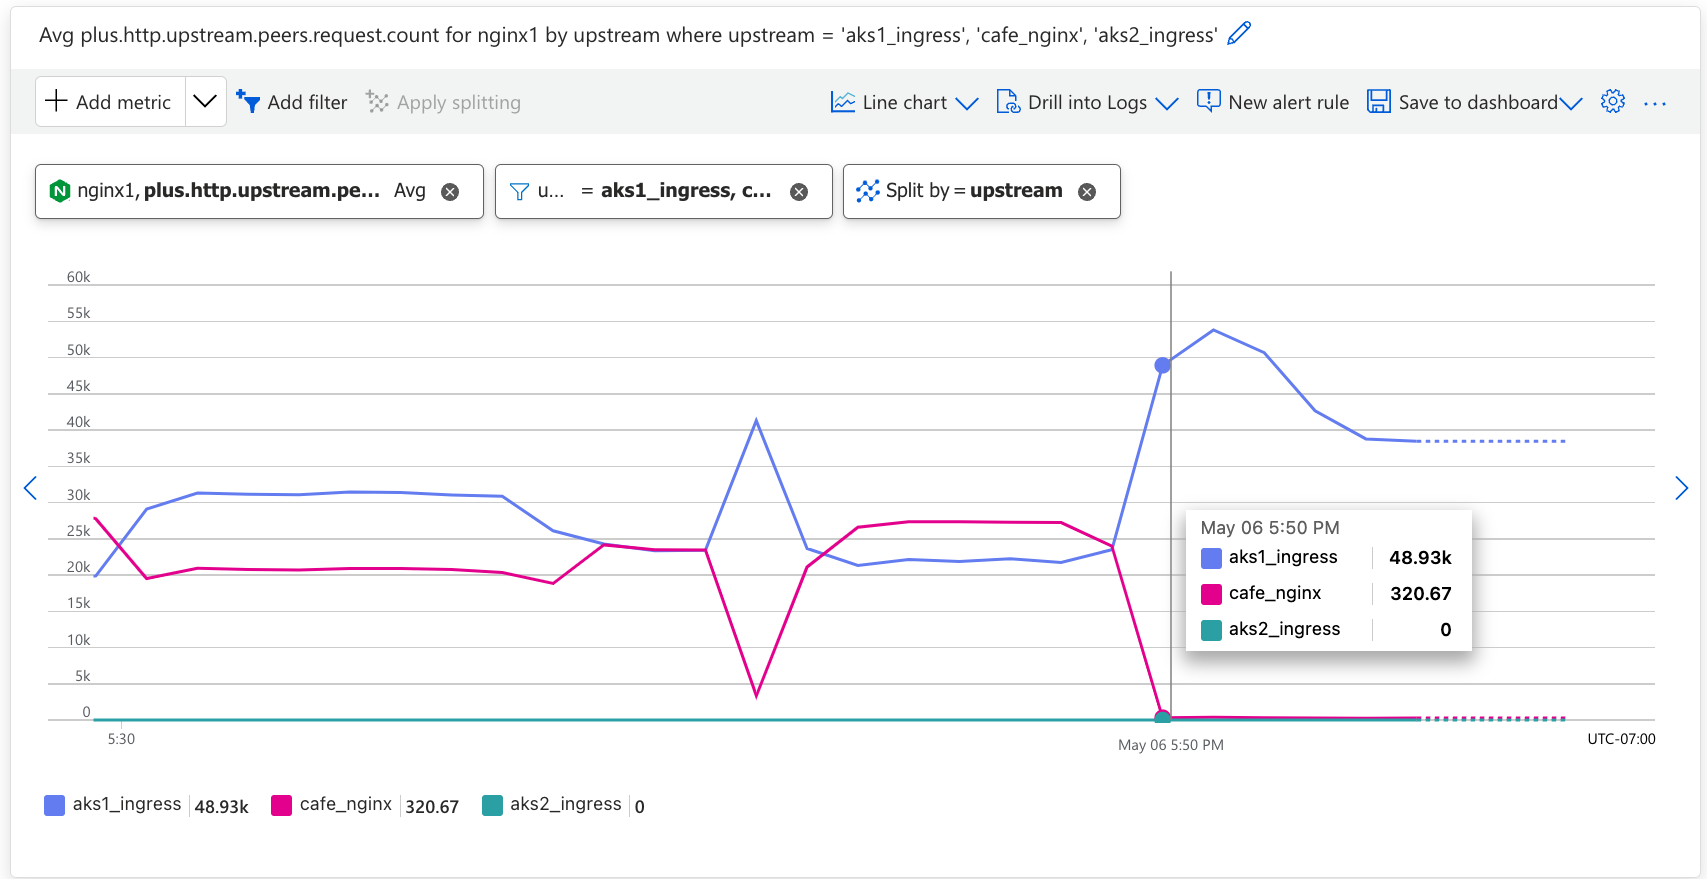 Avg plus.http.upstream.peers.request.count for nginx1 by upstream where upstream = 'aks1_ingress', 'cafe_nginx', 'aks2_ingress'
Add metric Add filter Apply splitting Line chart Drill into Logs New alert rule Save to dashboard ...
N nginx1, plus.http.upstream.pe... Avg u... = aks1_ingress, c... Split by = upstream
60k
55k
50k
45k
40k
35k
30k
25k
20k
15k
10k
5k
0
May 06 5:50 PM
aks1_ingress 48.93k
cafe_nginx 320.67
aks2_ingress 0
5:30 May 06 5:50 PM UTC-07:00
aks1_ingress 48.93k cafe_nginx 320.67 aks2_ingress 0